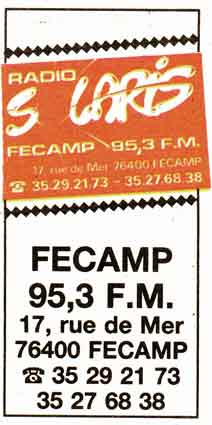 RADIO
S LARIS
FECAMP 95,3 F.M.
17, rue de Mer 76400 FECAMP
☎ 35.29.21.73 - 35.27.68.38
FECAMP
95,3 F.M.
17, rue de Mer
76400 FECAMP
☎ 35 29 21 73
35 27 68 38